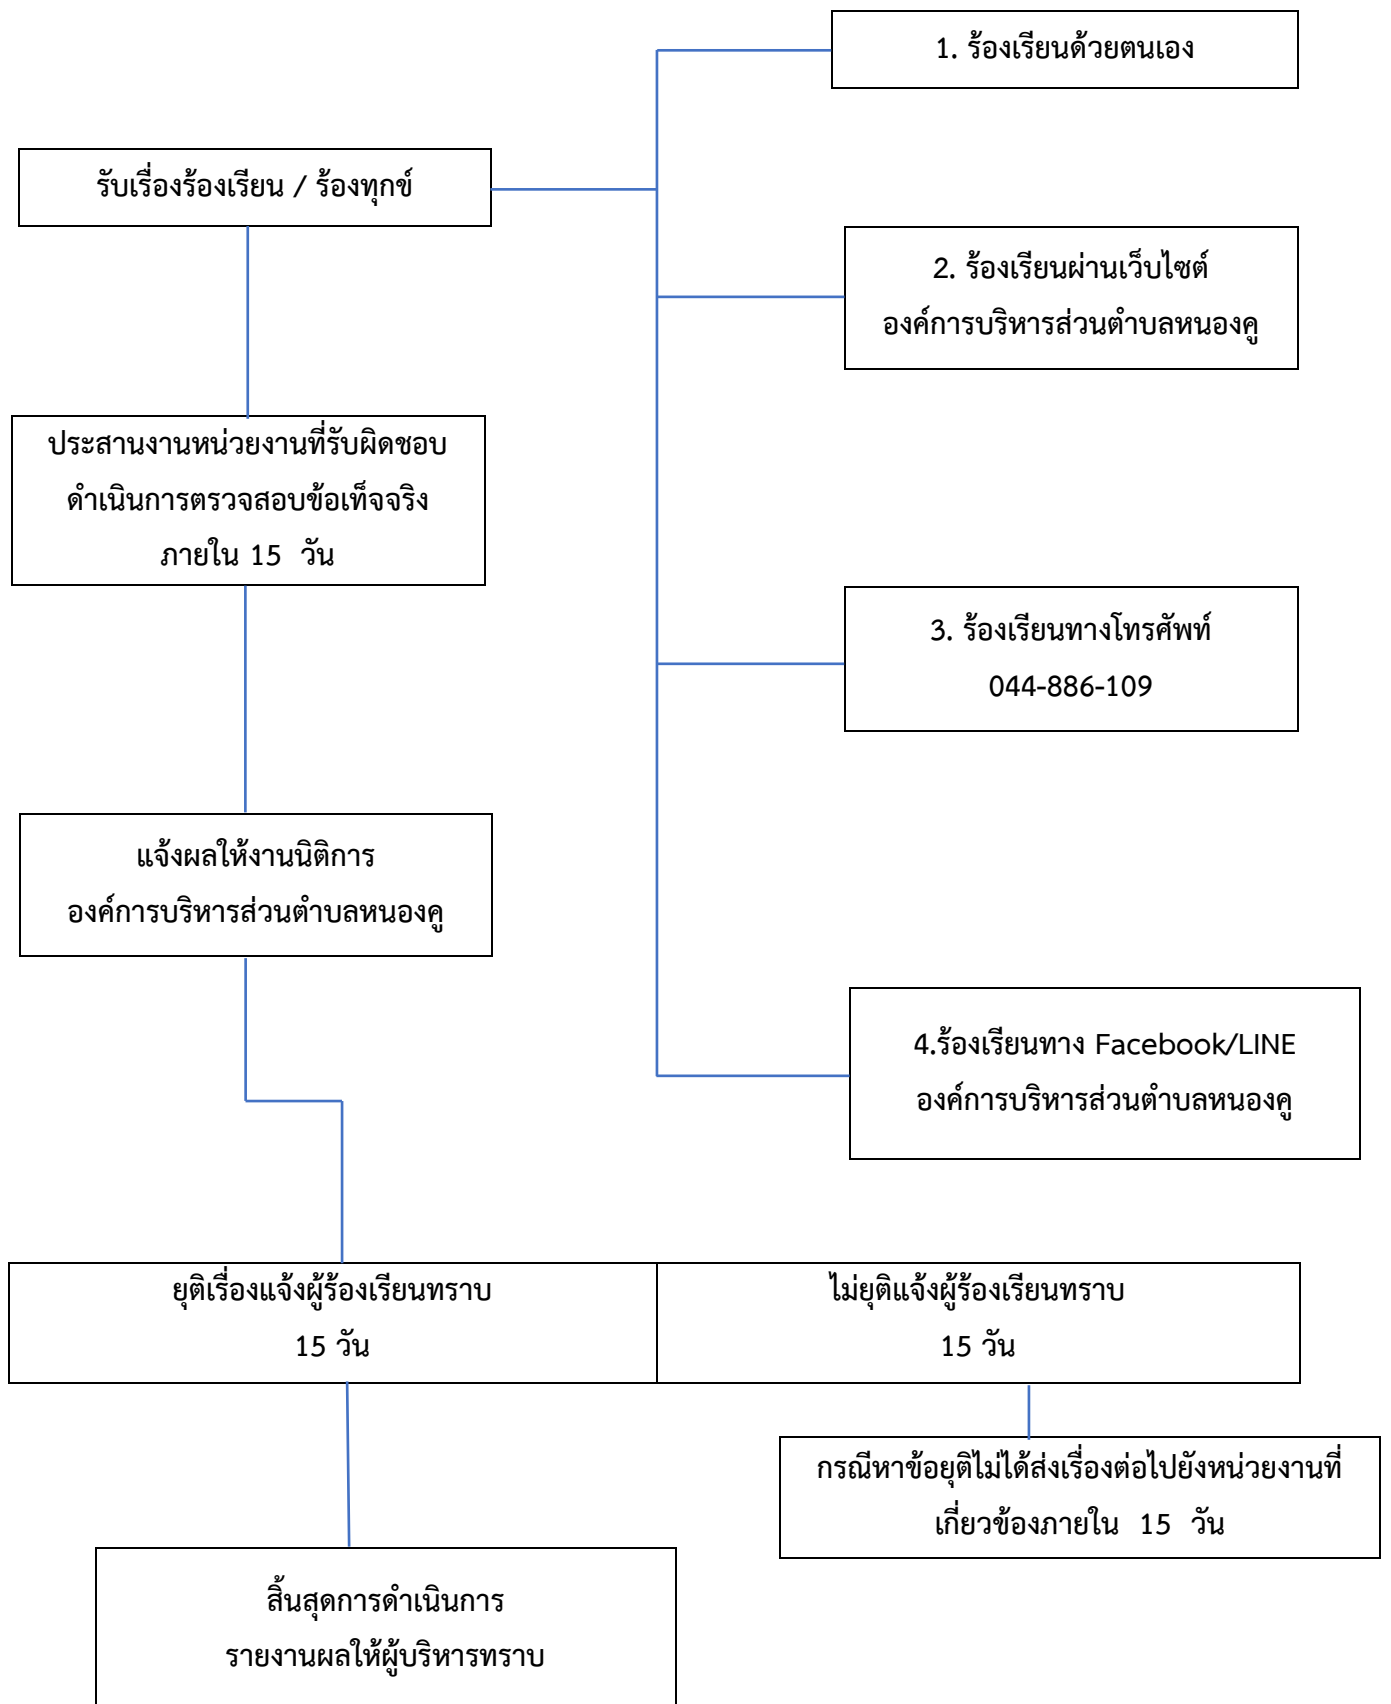 1. ร้องเรียนด้วยตนเอง
รับเรื่องร้องเรียน / ร้องทุกข์
2. ร้องเรียนผ่านเว็บไซต์
องค์การบริหารส่วนตำบลหนองคู
ประสานงานหน่วยงานที่รับผิดชอบ
ดำเนินการตรวจสอบข้อเท็จจริง
ภายใน 15 วัน
3. ร้องเรียนทางโทรศัพท์
044-886-109
แจ้งผลให้งานนิติการ
องค์การบริหารส่วนตำบลหนองคู
4.ร้องเรียนทาง Facebook/LINE
องค์การบริหารส่วนตำบลหนองคู
ยุติเรื่องแจ้งผู้ร้องเรียนทราบ
15 วัน
ไม่ยุติแจ้งผู้ร้องเรียนทราบ
15 วัน
กรณีหาข้อยุติไม่ได้ส่งเรื่องต่อไปยังหน่วยงานที่
เกี่ยวข้องภายใน 15 วัน
สิ้นสุดการดำเนินการ
รายงานผลให้ผู้บริหารทราบ